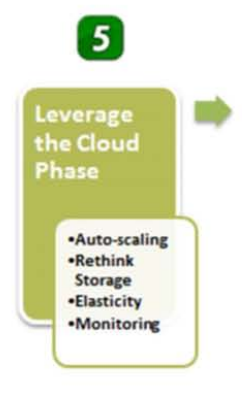 5
Leverage
the Cloud
Phase
•Auto-scaling
•Rethink
Storage
•Elasticity
•Monitoring